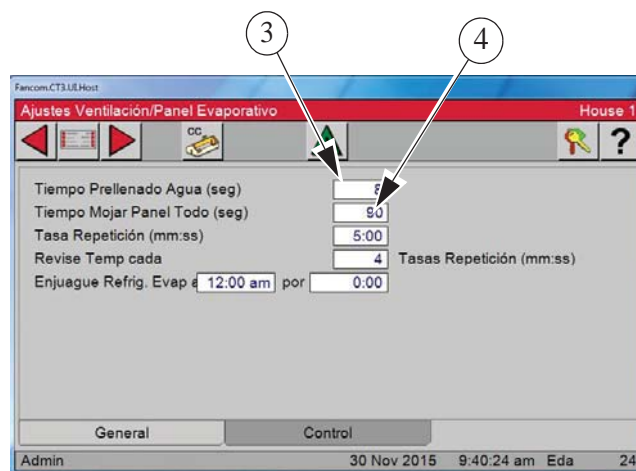 3 4
Fancom.CT3.UI.Host
Ajustes Ventilación/Panel Evaporativo House 1
CC
?
Tiempo Prellenado Agua (seg) 8
Tiempo Mojar Panel Todo (seg) 90
Tasa Repetición (mm:ss) 5:00
Revise Temp cada 4 Tasas Repetición (mm:ss)
Enjuague Refrig. Evap 12:00 am por 0:00
General Control
Admin 30 Nov 2015 9:40:24 am Eda 24